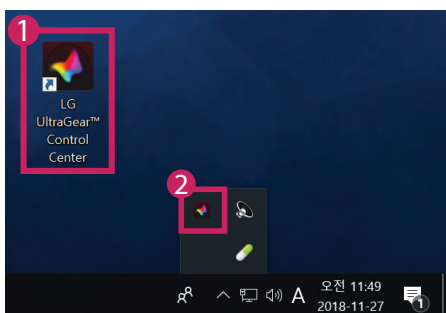 1
LG
UltraGear™
Control
Center
2
A
오전 11:49
2018-11-27
1